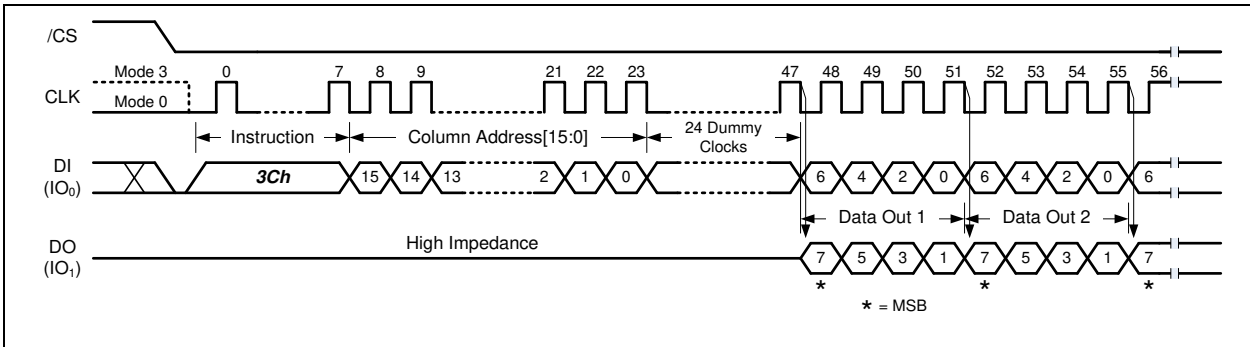 /CS
Mode 3 0 7 8 9 21 22 23 47 48 49 50 51 52 53 54 55 56
CLK
Mode 0
Instruction Column Address[15:0] 24 Dummy Clocks
DI
(IO₀)
3Ch 15 14 13 2 1 0 6 4 2 0 6 4 2 0 6
Data Out 1 Data Out 2
DO
(IO₁)
High Impedance
7 5 3 1 7 5 3 1 7
* * *
* = MSB